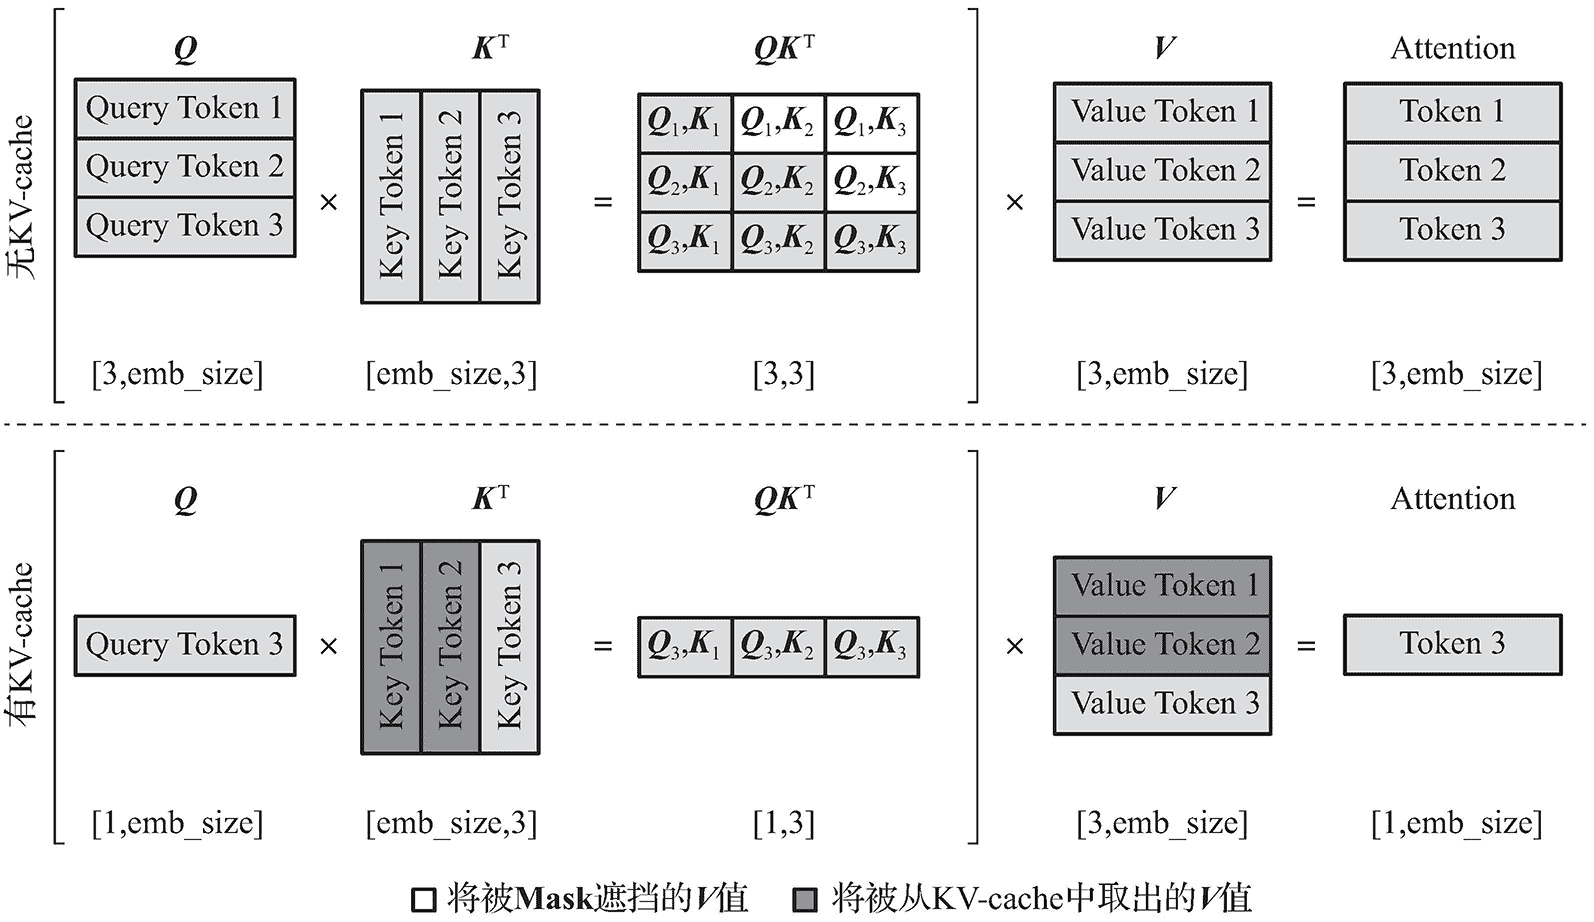 无KV-cache
Q K^T QK^T V Attention
Query Token 1
Query Token 2
Query Token 3
×
Key Token 1
Key Token 2
Key Token 3
=
Q1,K1 Q1,K2 Q1,K3
Q2,K1 Q2,K2 Q2,K3
Q3,K1 Q3,K2 Q3,K3
×
Value Token 1
Value Token 2
Value Token 3
=
Token 1
Token 2
Token 3
[3,emb_size] [emb_size,3] [3,3] [3,emb_size] [3,emb_size]
有KV-cache
Q K^T QK^T V Attention
Query Token 3
×
Key Token 1
Key Token 2
Key Token 3
=
Q3,K1 Q3,K2 Q3,K3
×
Value Token 1
Value Token 2
Value Token 3
=
Token 3
[1,emb_size] [emb_size,3] [1,3] [3,emb_size] [1,emb_size]
将被Mask遮挡的V值 将被从KV-cache中取出的V值